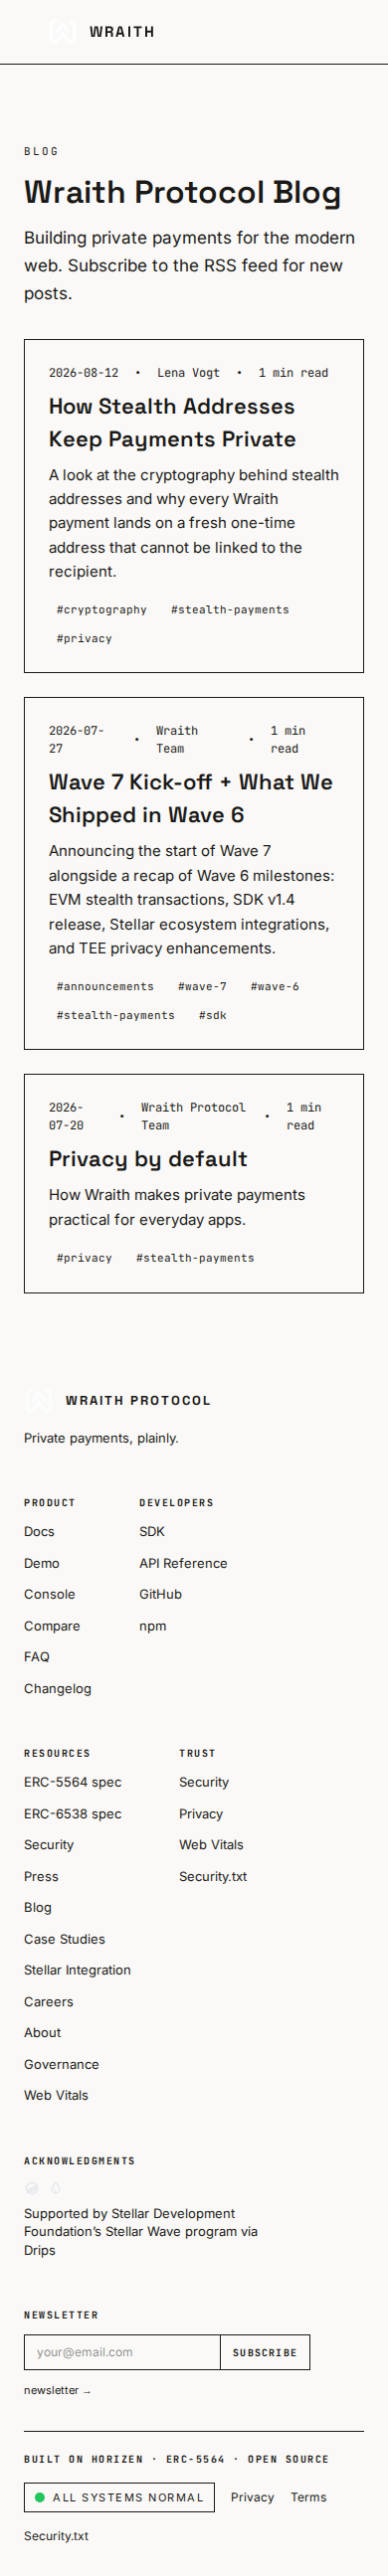 WRAITH
BLOG
Wraith Protocol Blog
Building private payments for the modern
web. Subscribe to the RSS feed for new
posts.
2026-08-12 • Lena Vogt • 1 min read
How Stealth Addresses
Keep Payments Private
A look at the cryptography behind stealth
addresses and why every Wraith
payment lands on a fresh one-time
address that cannot be linked to the
recipient.
#cryptography #stealth-payments
#privacy
2026-07-27 • Wraith Team • 1 min read
Wave 7 Kick-off + What We
Shipped in Wave 6
Announcing the start of Wave 7
alongside a recap of Wave 6 milestones:
EVM stealth transactions, SDK v1.4
release, Stellar ecosystem integrations,
and TEE privacy enhancements.
#announcements #wave-7 #wave-6
#stealth-payments #sdk
2026-07-20 • Wraith Protocol Team • 1 min read
Privacy by default
How Wraith makes private payments
practical for everyday apps.
#privacy #stealth-payments
WRAITH PROTOCOL
Private payments, plainly.
PRODUCT
Docs
Demo
Console
Compare
FAQ
Changelog
DEVELOPERS
SDK
API Reference
GitHub
npm
RESOURCES
ERC-5564 spec
ERC-6538 spec
Security
Press
Blog
Case Studies
Stellar Integration
Careers
About
Governance
Web Vitals
TRUST
Security
Privacy
Web Vitals
Security.txt
ACKNOWLEDGMENTS
Supported by Stellar Development
Foundation's Stellar Wave program via
Drips
NEWSLETTER
your@email.com SUBSCRIBE
newsletter →
BUILT ON HORIZEN · ERC-5564 · OPEN SOURCE
ALL SYSTEMS NORMAL Privacy Terms
Security.txt